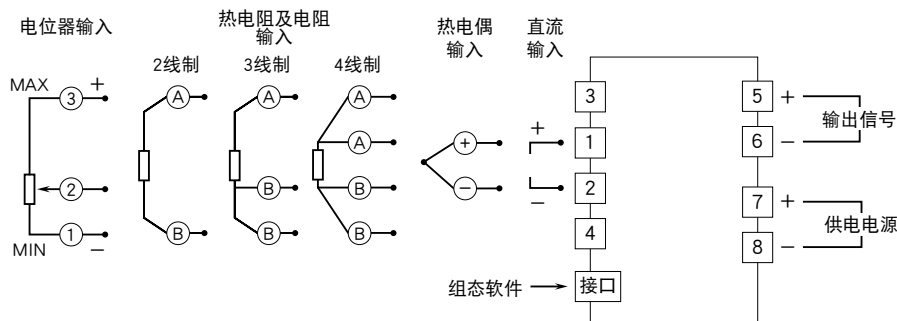 电位器输入
热电阻及电阻
输入
热电偶
输入
直流
输入
2线制
3线制
4线制
MAX
3
+
2
1
−
MIN
A
B
A
B
B
A
A
B
B
+
−
+
−
3
1
2
4
接口
组态软件
5
+
6
−
输出信号
7
+
8
−
供电电源